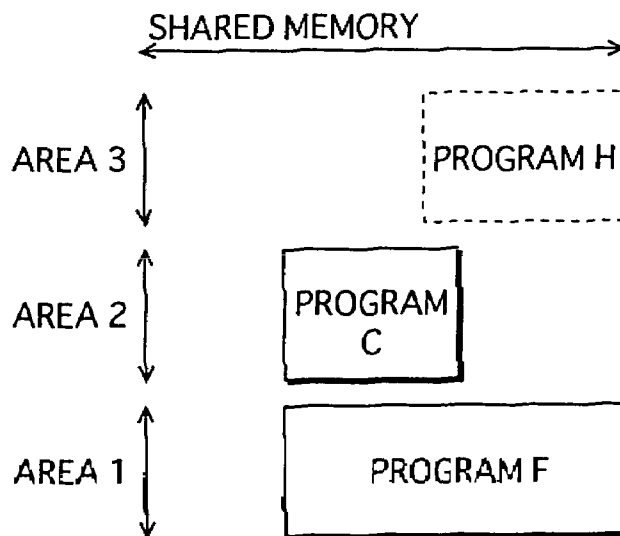 SHARED MEMORY
AREA 3
PROGRAM H
AREA 2
PROGRAM
C
AREA 1
PROGRAM F